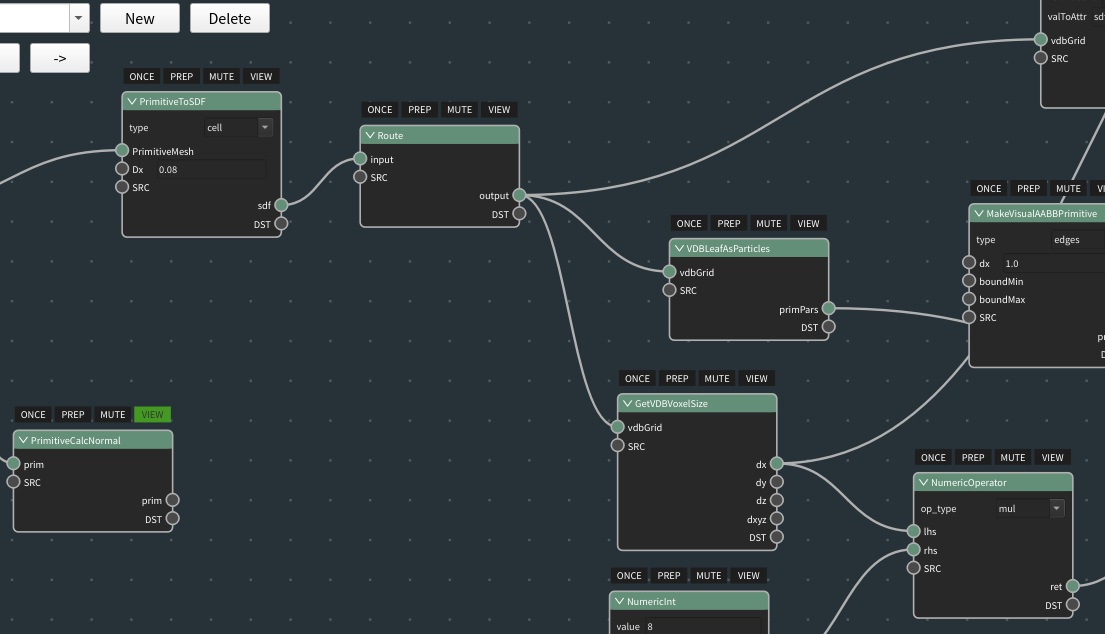 New
Delete
->
valToAttr
vdbGrid
SRC
ONCE PREP MUTE VIEW
PrimitiveToSDF
type cell
PrimitiveMesh
Dx 0.08
SRC
sdf
DST
ONCE PREP MUTE VIEW
Route
input
SRC
output
DST
ONCE PREP MUTE
MakeVisualAABBPrimitive
type edges
dx 1.0
boundMin
boundMax
SRC
ONCE PREP MUTE VIEW
VDBLeafAsParticles
vdbGrid
SRC
primPars
DST
ONCE PREP MUTE VIEW
GetVDBVoxelSize
vdbGrid
SRC
dx
dy
dz
dxyz
DST
ONCE PREP MUTE VIEW
PrimitiveCalcNormal
prim
SRC
prim
DST
ONCE PREP MUTE VIEW
NumericOperator
op_type mul
lhs
rhs
SRC
ret
DST
ONCE PREP MUTE VIEW
NumericInt
value 8